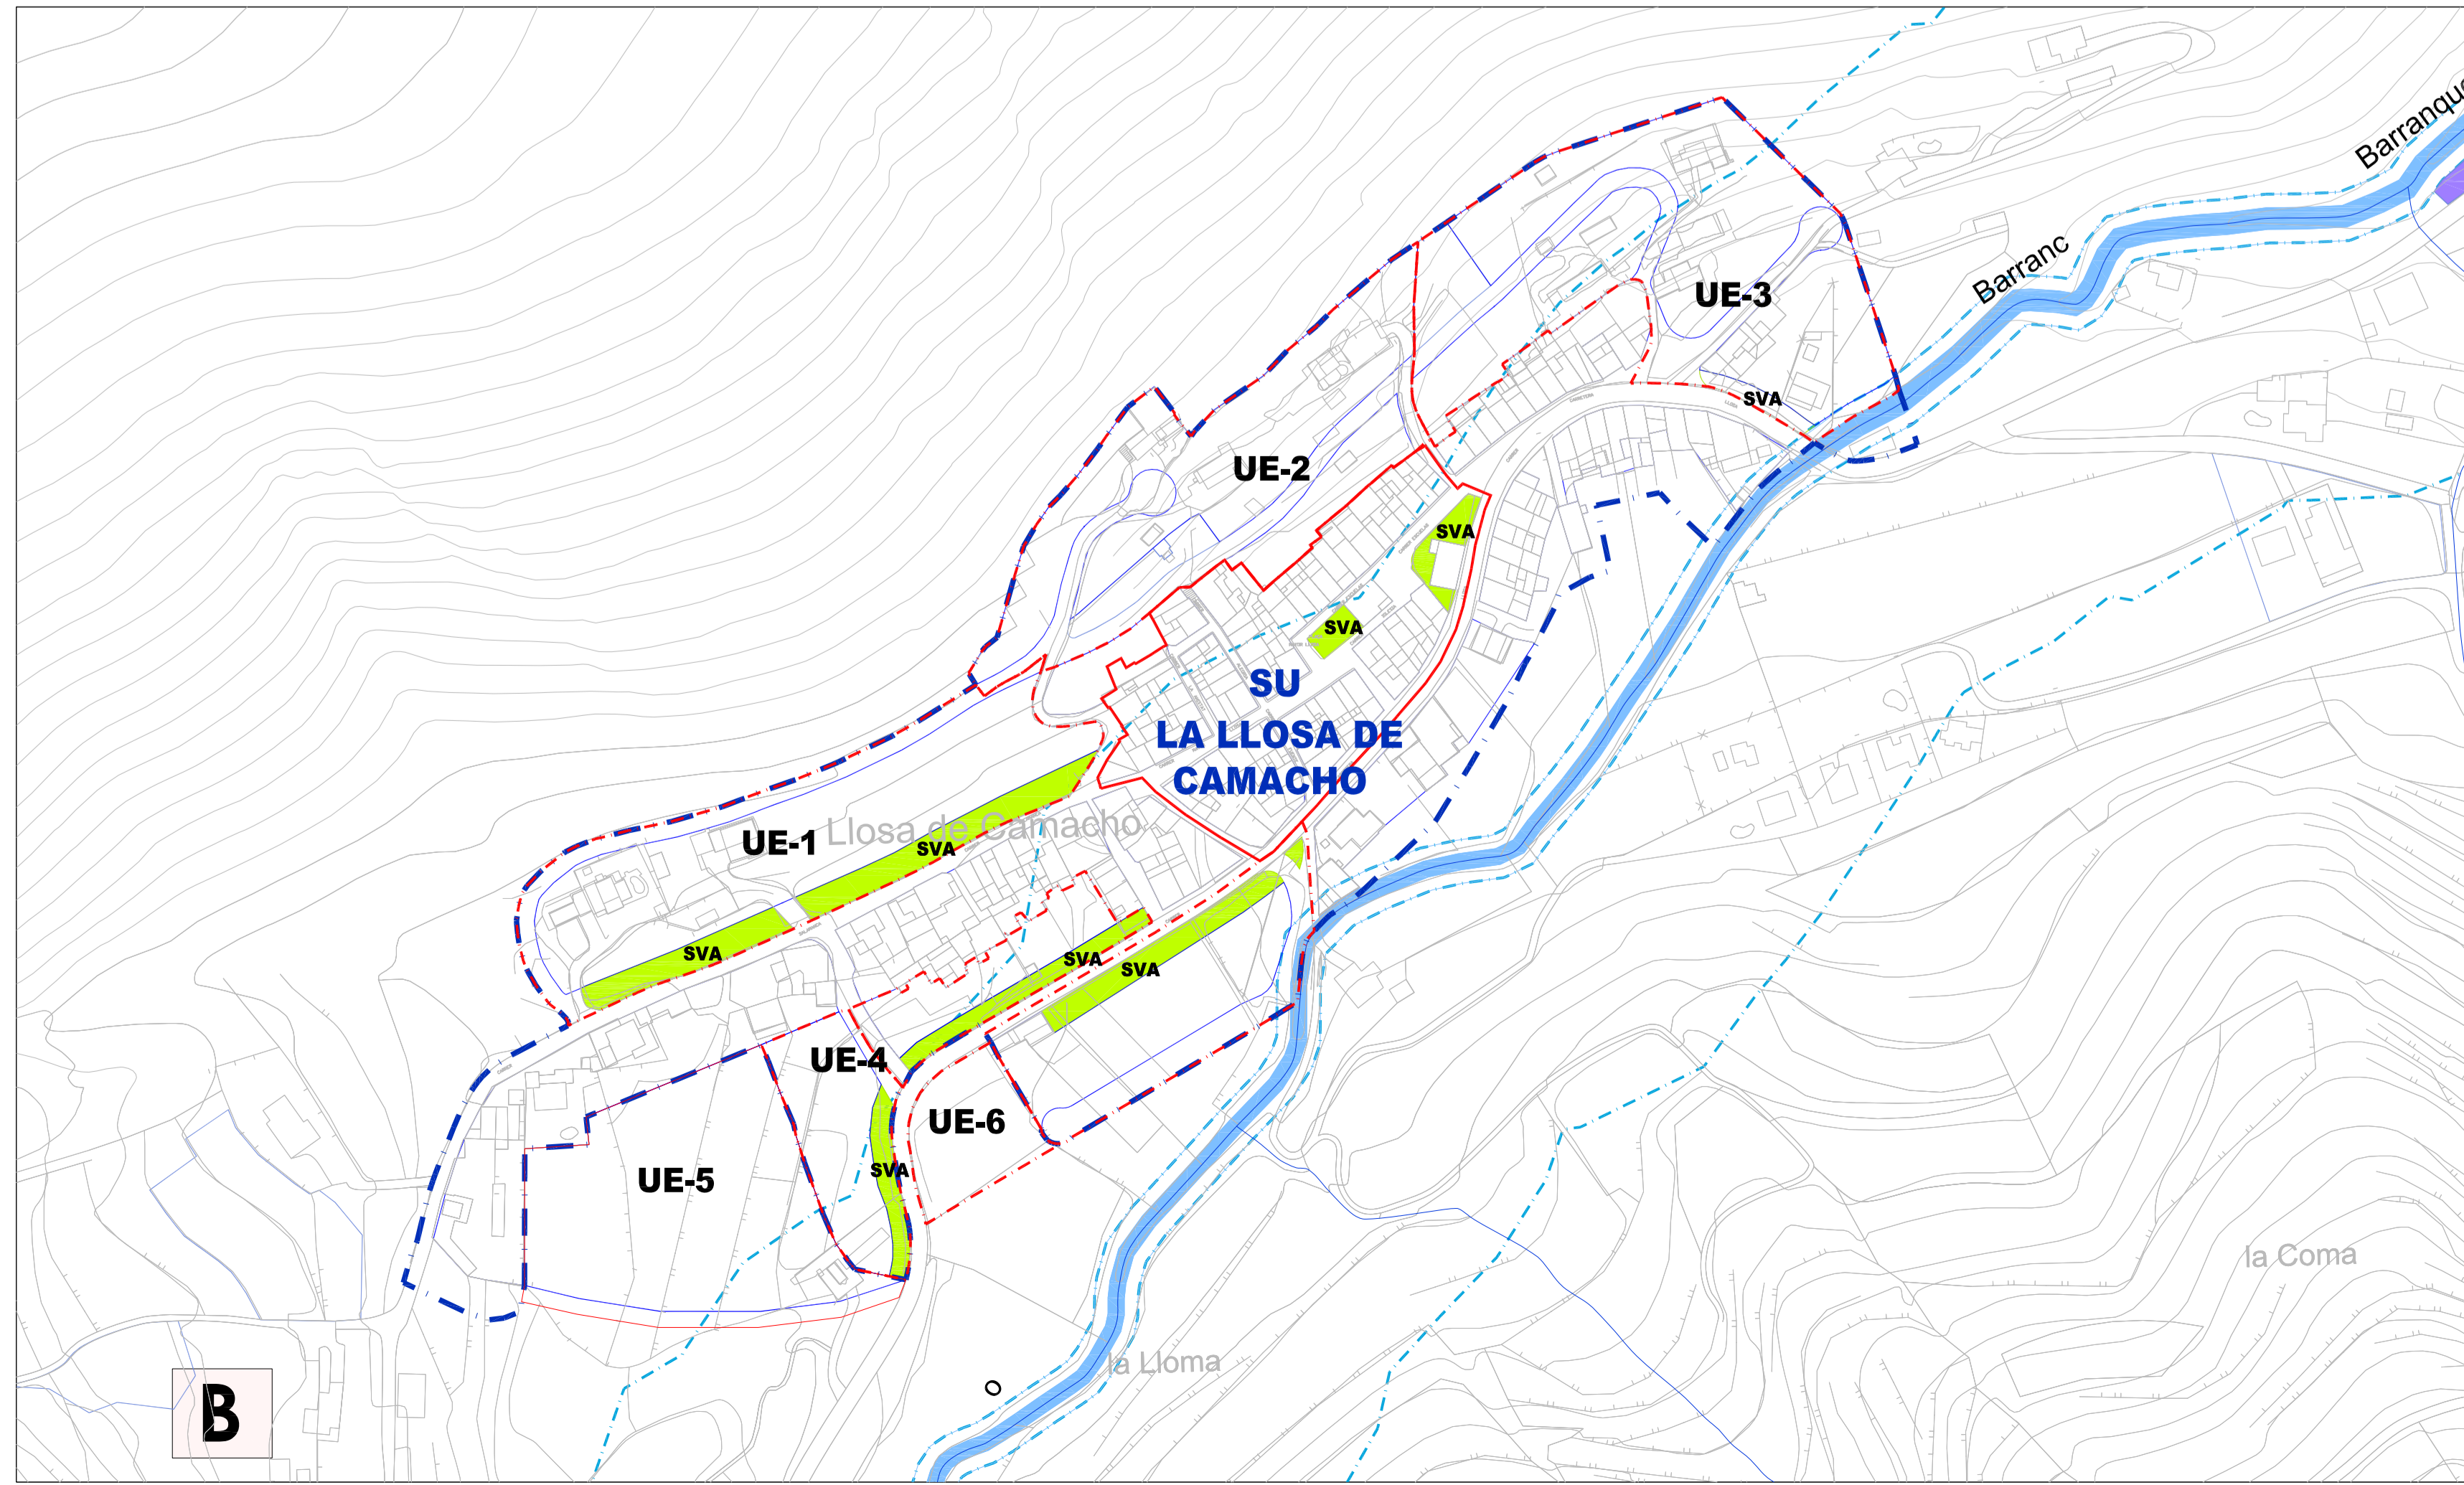 Barranqu
Barranc
UE-3
SVA
UE-2
SVA
SVA
SU
LA LLOSA DE
CAMACHO
UE-1
Llosa de Camacho
SVA
SVA
SVA
SVA
UE-4
UE-6
SVA
UE-5
la Coma
la Lloma
O
B